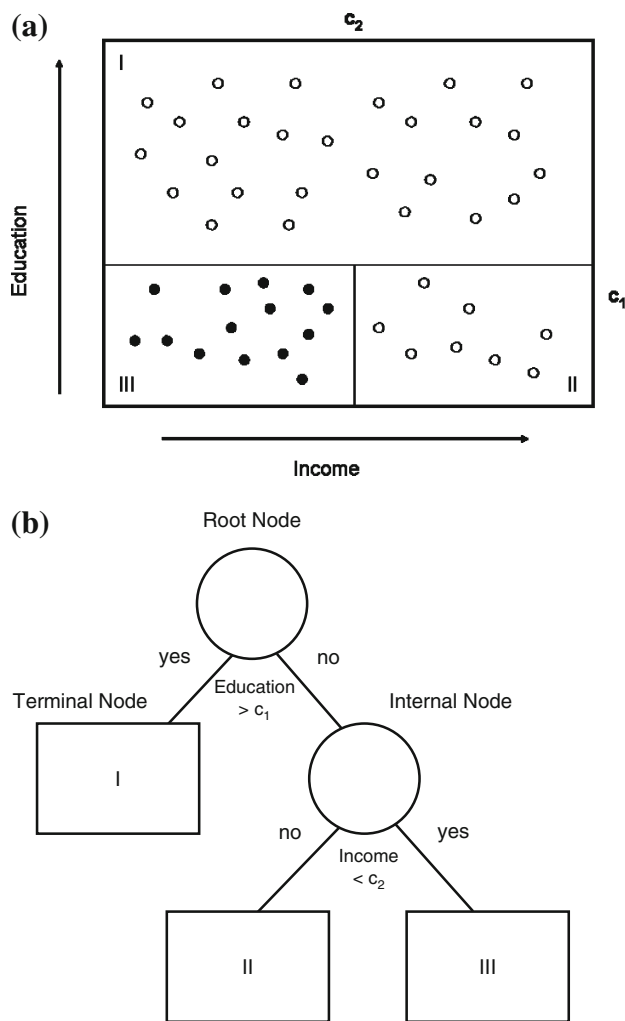 (a)
c₂
I
Education
c₁
III
II
Income
(b)
Root Node
yes
no
Terminal Node
Education
> c₁
Internal Node
I
no
yes
Income
< c₂
II
III